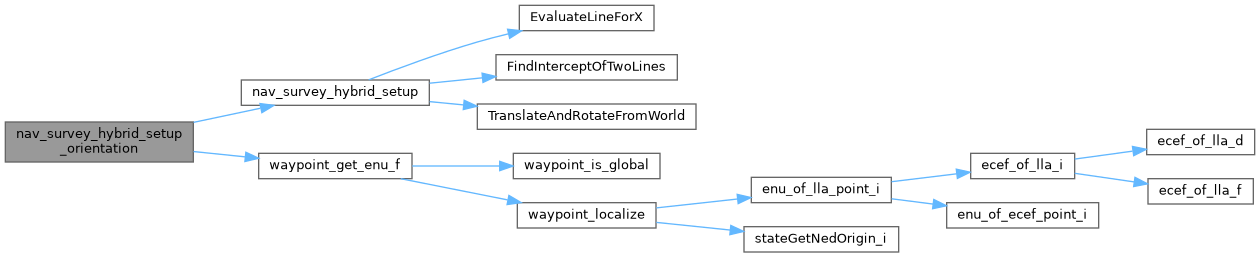 nav_survey_hybrid_setup
_orientation
nav_survey_hybrid_setup
EvaluateLineForX
FindInterceptOfTwoLines
TranslateAndRotateFromWorld
waypoint_get_enu_f
waypoint_is_global
waypoint_localize
enu_of_lla_point_i
ecef_of_lla_i
ecef_of_lla_d
ecef_of_lla_f
enu_of_ecef_point_i
stateGetNedOrigin_i